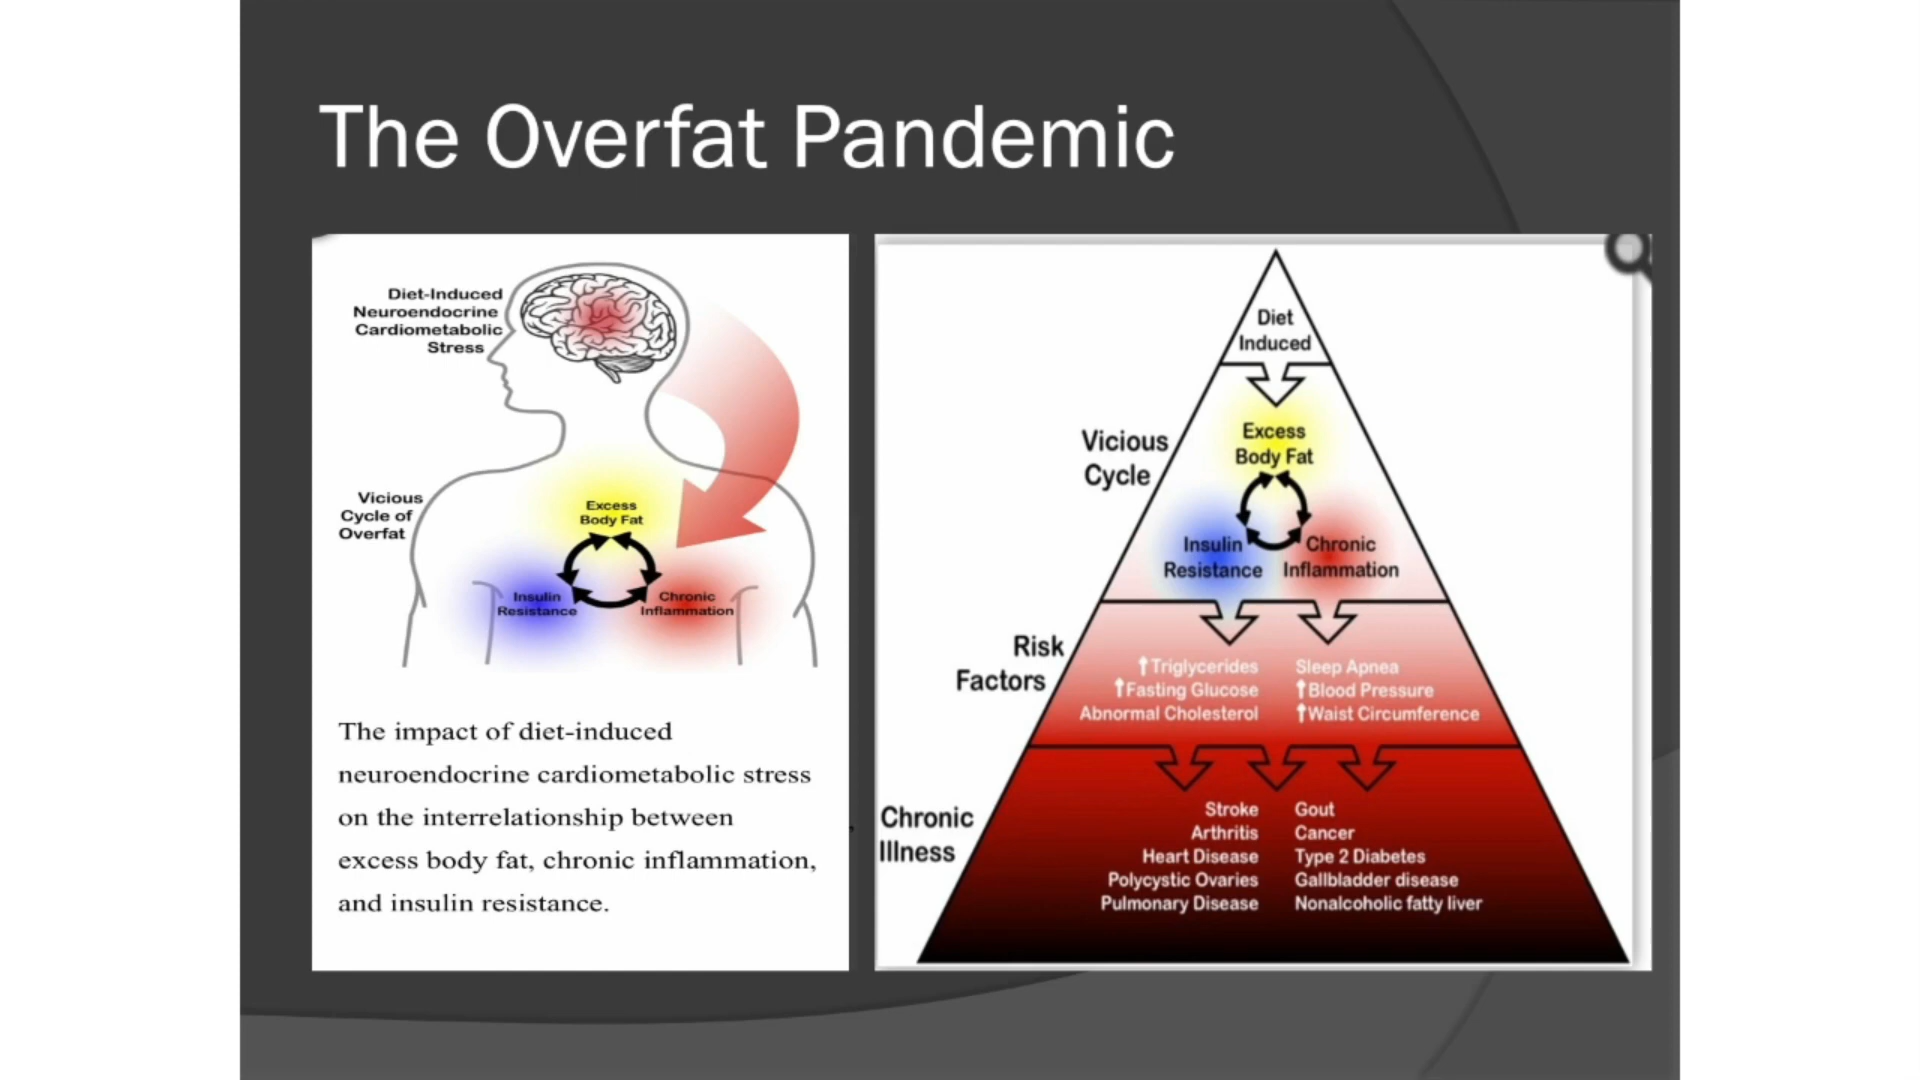 The Overfat Pandemic
Diet-Induced
Neuroendocrine
Cardiometabolic
Stress
Vicious
Cycle of
Overfat
Excess
Body Fat
Insulin
Resistance
Chronic
Inflammation
The impact of diet-induced
neuroendocrine cardiometabolic stress
on the interrelationship between
excess body fat, chronic inflammation,
and insulin resistance.
Diet
Induced
Vicious
Cycle
Excess
Body Fat
Insulin
Resistance
Chronic
Inflammation
Risk
Factors
↑Triglycerides
↑Fasting Glucose
Abnormal Cholesterol
Sleep Apnea
↑Blood Pressure
↑Waist Circumference
Chronic
Illness
Stroke
Arthritis
Heart Disease
Polycystic Ovaries
Pulmonary Disease
Gout
Cancer
Type 2 Diabetes
Gallbladder disease
Nonalcoholic fatty liver